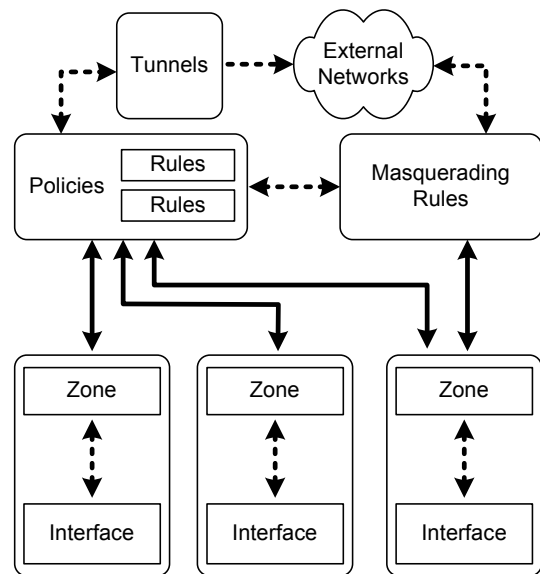 Tunnels
External
Networks
Policies
Rules
Rules
Masquerading
Rules
Zone
Zone
Zone
Interface
Interface
Interface